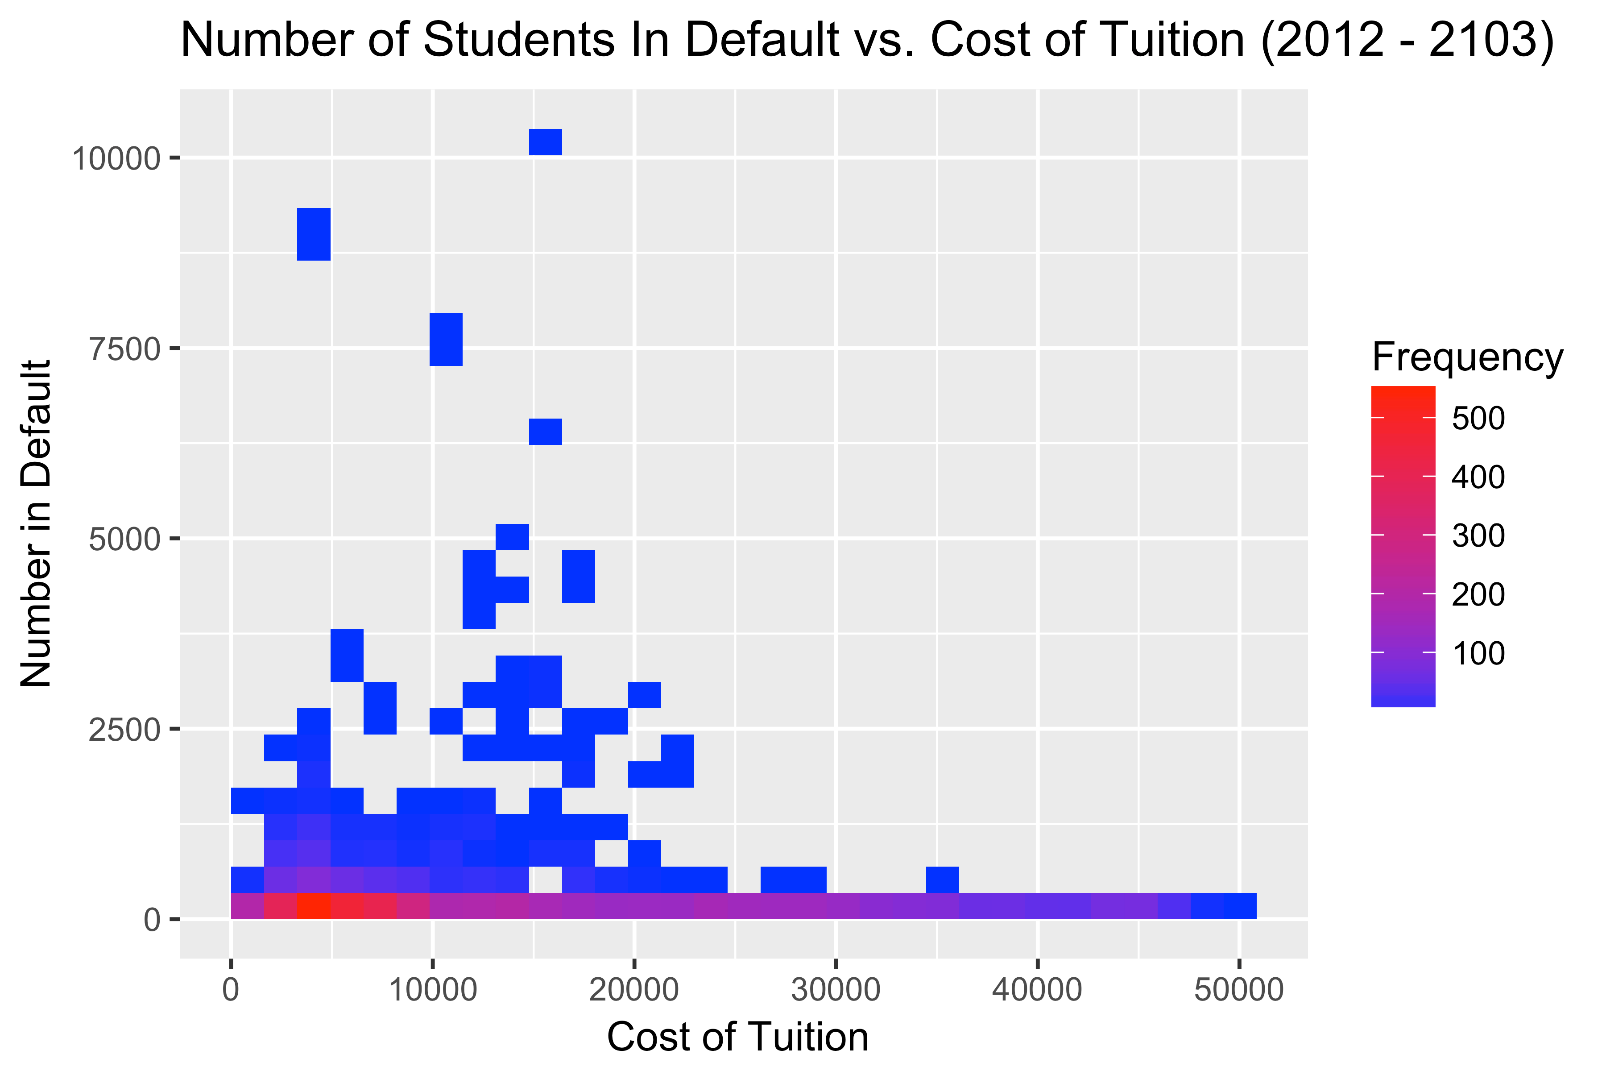 Number of Students In Default vs. Cost of Tuition (2012 - 2103)
10000
7500
5000
2500
0
Number in Default
0 10000 20000 30000 40000 50000
Cost of Tuition
Frequency
500
400
300
200
100